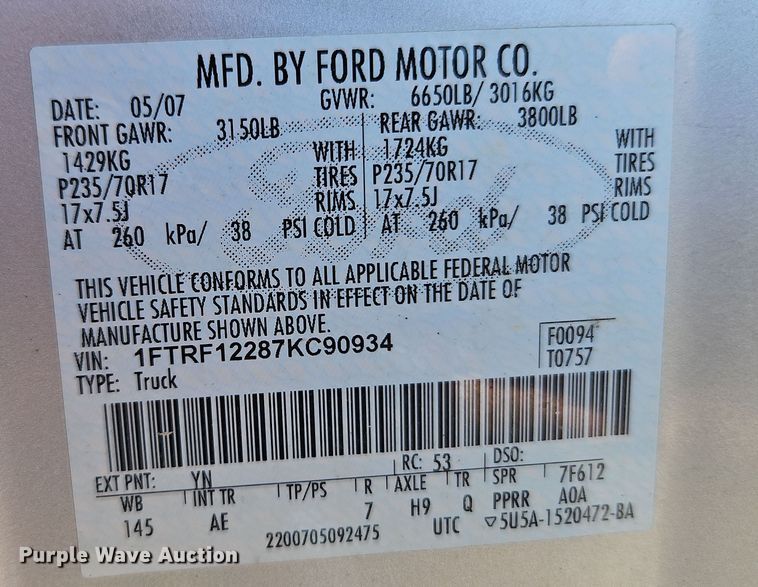 MFD. BY FORD MOTOR CO.
DATE: 05/07 GVWR: 6650LB/ 3016KG
FRONT GAWR: 3150LB REAR GAWR: 3800LB
1429KG WITH 1724KG WITH
P235/70R17 TIRES P235/70R17 TIRES
17x7.5J RIMS 17x7.5J RIMS
AT 260 kPa/ 38 PSI COLD AT 260 kPa/ 38 PSI COLD
Ford
THIS VEHICLE CONFORMS TO ALL APPLICABLE FEDERAL MOTOR
VEHICLE SAFETY STANDARDS IN EFFECT ON THE DATE OF
MANUFACTURE SHOWN ABOVE.
VIN: 1FTRF12287KC90934 F0094
TYPE: Truck T0757
EXT PNT: YN RC: 53 DSO:
WB INT TR TP/PS R AXLE TR SPR 7F612
145 AE 7 H9 Q PPRR AOA
2200705092475 UTC ▽5U5A-1520472-BA
Purple Wave Auction